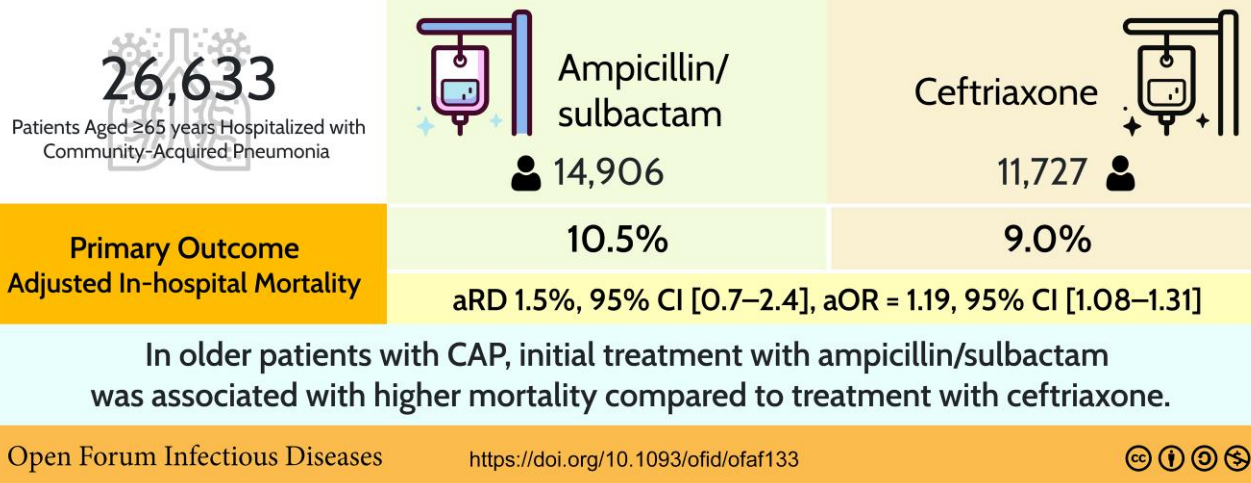 26,633
Patients Aged ≥65 years Hospitalized with
Community-Acquired Pneumonia
Ampicillin/
sulbactam
14,906
Ceftriaxone
11,727
Primary Outcome
Adjusted In-hospital Mortality
10.5%
9.0%
aRD 1.5%, 95% CI [0.7–2.4], aOR = 1.19, 95% CI [1.08–1.31]
In older patients with CAP, initial treatment with ampicillin/sulbactam
was associated with higher mortality compared to treatment with ceftriaxone.
Open Forum Infectious Diseases
https://doi.org/10.1093/ofid/ofaf133
cc